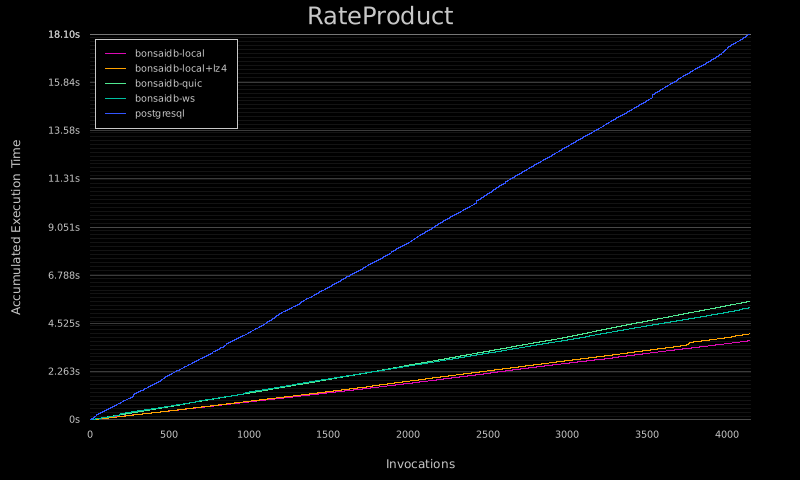 RateProduct
18.10s
15.84s
13.58s
11.31s
9.051s
6.788s
4.525s
2.263s
0s
Accumulated Execution Time
bonsaidb-local
bonsaidb-local+lz4
bonsaidb-quic
bonsaidb-ws
postgresql
0 500 1000 1500 2000 2500 3000 3500 4000
Invocations